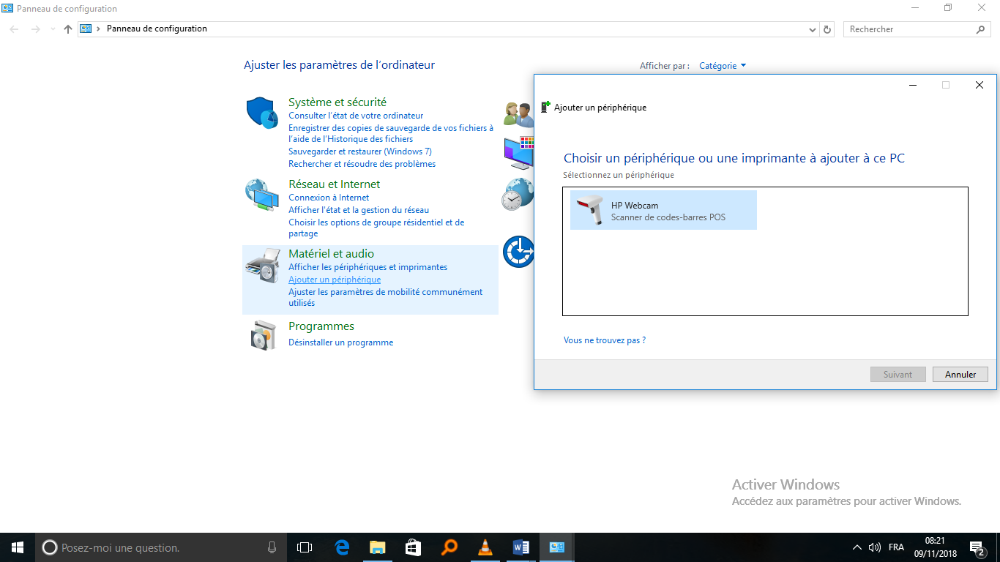 Panneau de configuration
Panneau de configuration
Rechercher
Ajuster les paramètres de l'ordinateur
Afficher par :
Catégorie
Système et sécurité
Consulter l'état de votre ordinateur
Enregistrer des copies de sauvegarde de vos fichiers à
l'aide de l'Historique des fichiers
Sauvegarder et restaurer (Windows 7)
Rechercher et résoudre des problèmes
Réseau et Internet
Connexion à Internet
Afficher l'état et la gestion du réseau
Choisir les options de groupe résidentiel et de
partage
Matériel et audio
Afficher les périphériques et imprimantes
Ajouter un périphérique
Ajuster les paramètres de mobilité communément
utilisés
Programmes
Désinstaller un programme
Ajouter un périphérique
Choisir un périphérique ou une imprimante à ajouter à ce PC
Sélectionnez un périphérique
HP Webcam
Scanner de codes-barres POS
Vous ne trouvez pas ?
Suivant
Annuler
Activer Windows
Accédez aux paramètres pour activer Windows.
Posez-moi une question.
FRA
08:21
09/11/2018
2